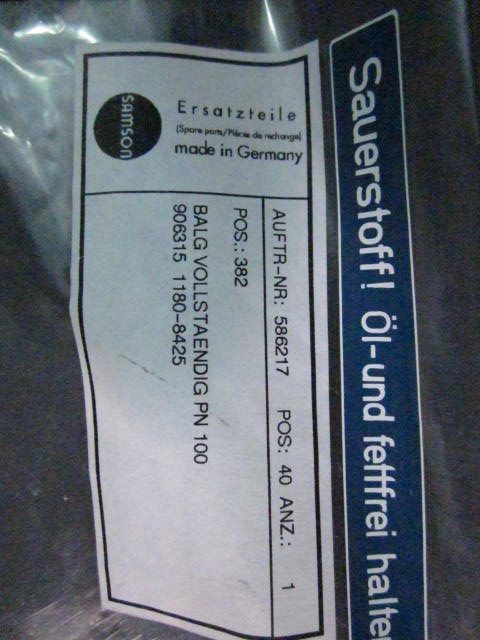 Sauerstoff! Öl-und fettfrei halten
SAMSON
Ersatzteile
(Spare parts/Pièces de rechange)
made in Germany
AUFTR-NR: 586217 POS: 40 ANZ.: 1
POS.: 382
BALG VOLLSTAENDIG PN 100
906315 1180-8425